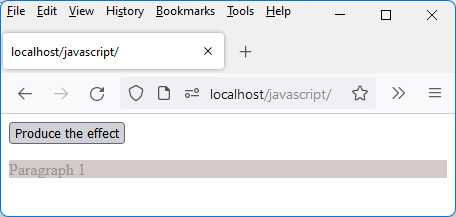 File Edit View History Bookmarks Tools Help
localhost/javascript/
localhost/javascript/
Produce the effect
Paragraph 1